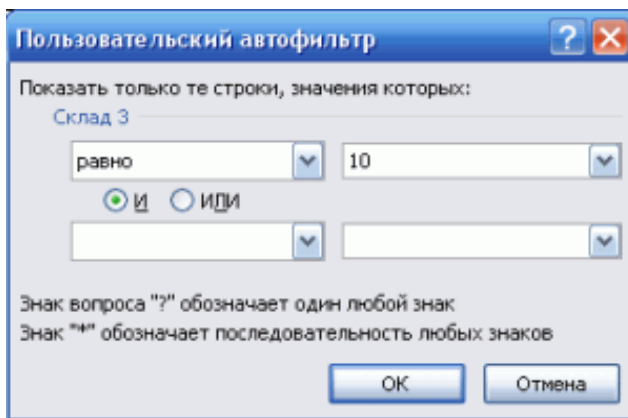 Пользовательский автофильтр
Показать только те строки, значения которых:
Склад 3
равно 10
И ИЛИ
Знак вопроса "?" обозначает один любой знак
Знак "*" обозначает последовательность любых знаков
ОК Отмена